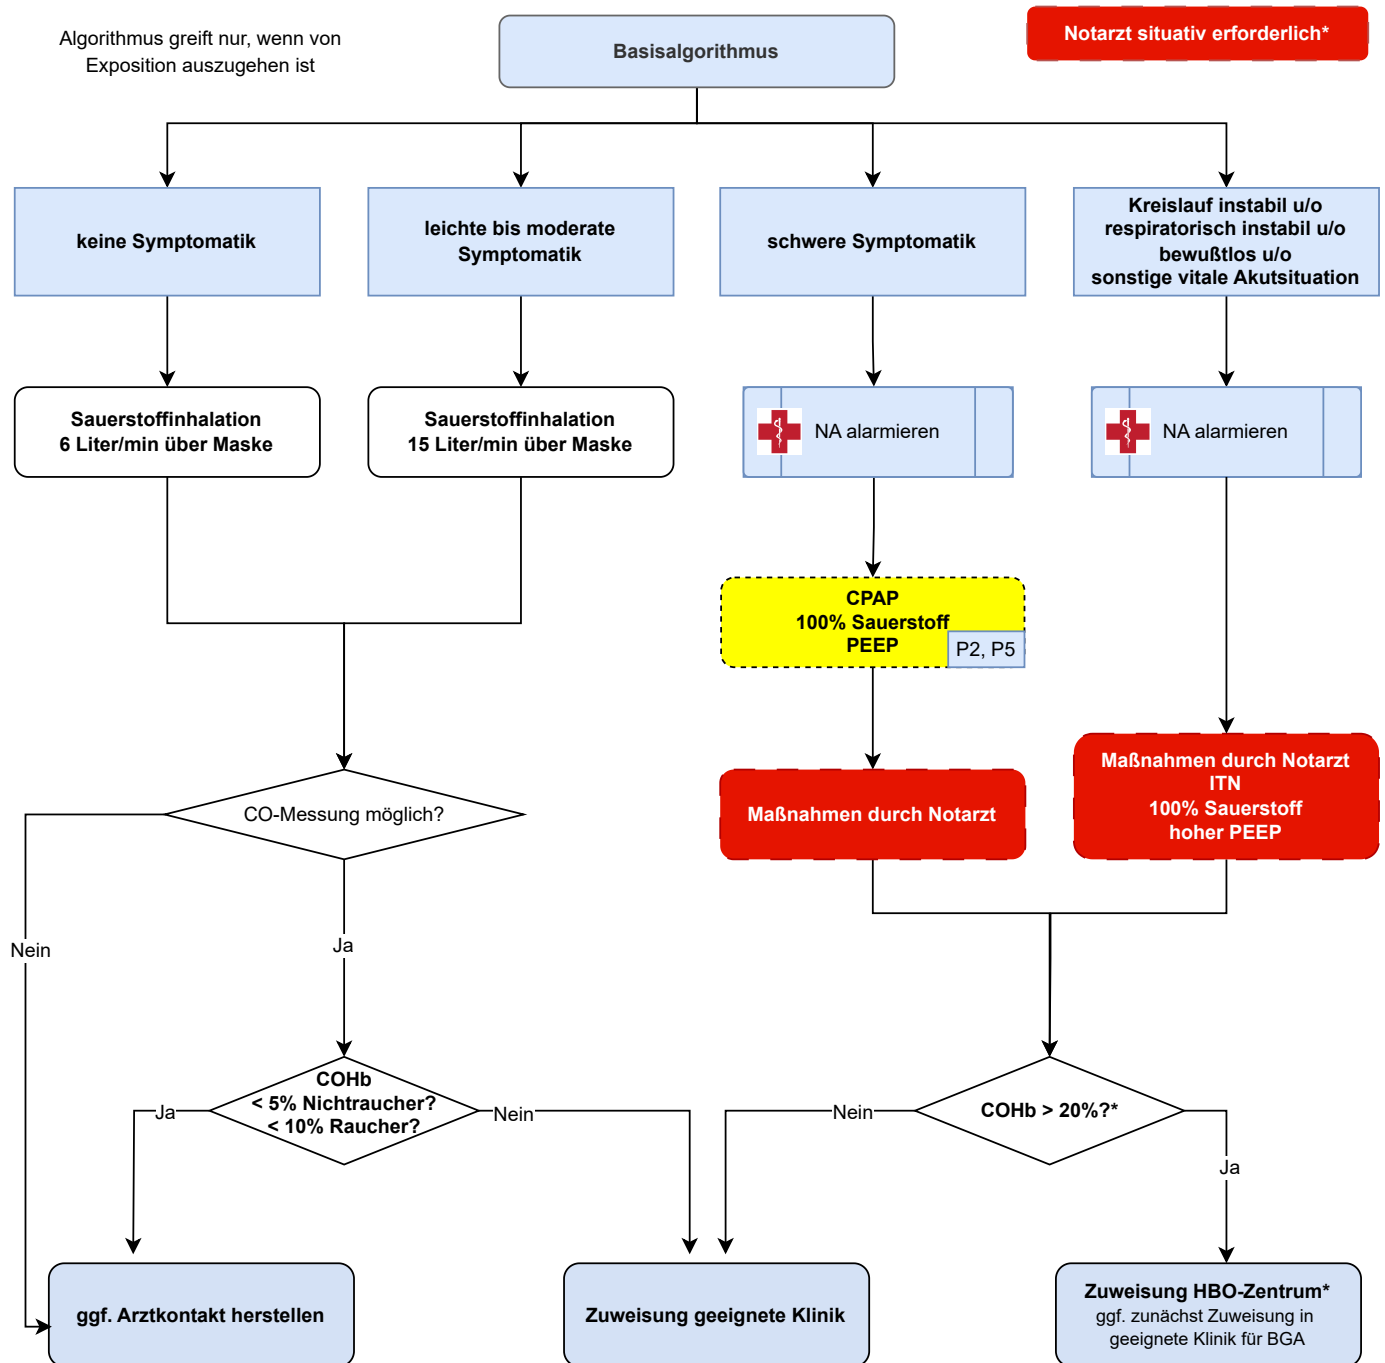 Algorithmus greift nur, wenn von
Exposition auszugehen ist
Basisalgorithmus
Notarzt situativ erforderlich*
keine Symptomatik
leichte bis moderate
Symptomatik
schwere Symptomatik
Kreislauf instabil u/o
respiratorisch instabil u/o
bewußtlos u/o
sonstige vitale Akutsituation
Sauerstoffinhalation
6 Liter/min über Maske
Sauerstoffinhalation
15 Liter/min über Maske
NA alarmieren
NA alarmieren
CPAP
100% Sauerstoff
PEEP
P2, P5
Maßnahmen durch Notarzt
Maßnahmen durch Notarzt
ITN
100% Sauerstoff
hoher PEEP
CO-Messung möglich?
Nein
Ja
COHb
< 5% Nichtraucher?
< 10% Raucher?
Ja
Nein
COHb > 20%?*
Nein
Ja
ggf. Arztkontakt herstellen
Zuweisung geeignete Klinik
Zuweisung HBO-Zentrum*
ggf. zunächst Zuweisung in
geeignete Klinik für BGA